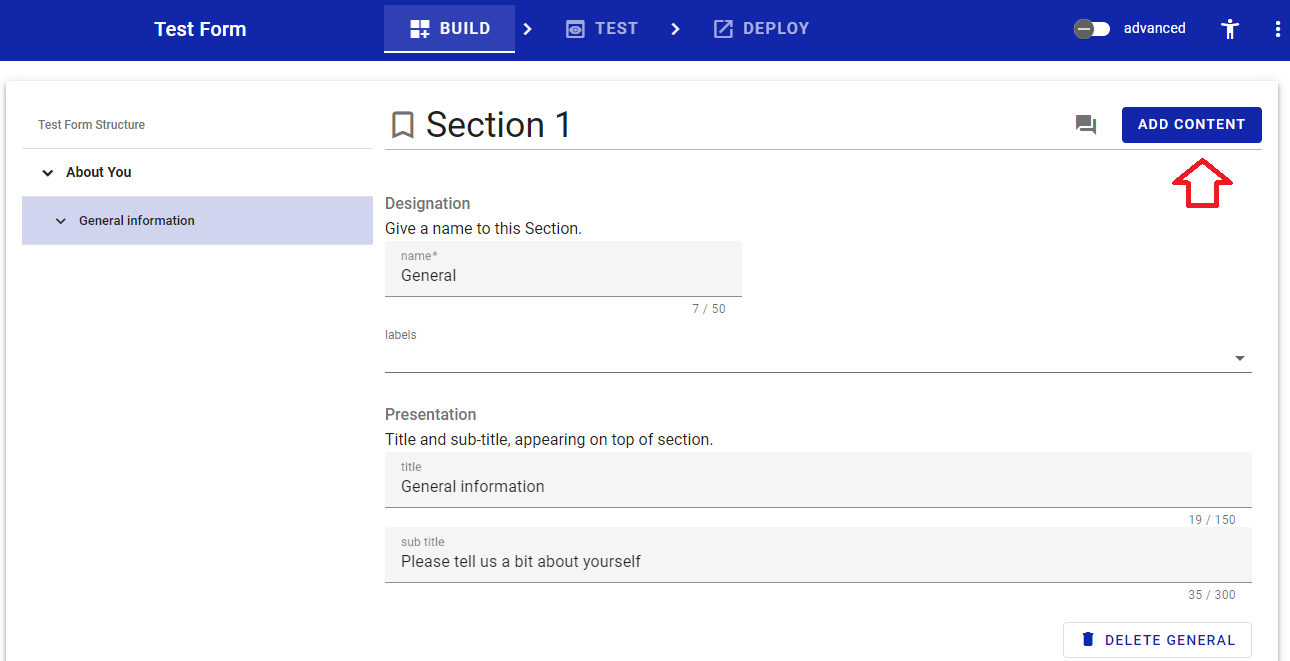 Test Form
BUILD
TEST
DEPLOY
advanced
Test Form Structure
About You
General information
Section 1
ADD CONTENT
Designation
Give a name to this Section.
name*
General
7 / 50
labels
Presentation
Title and sub-title, appearing on top of section.
title
General information
19 / 150
sub title
Please tell us a bit about yourself
35 / 300
DELETE GENERAL